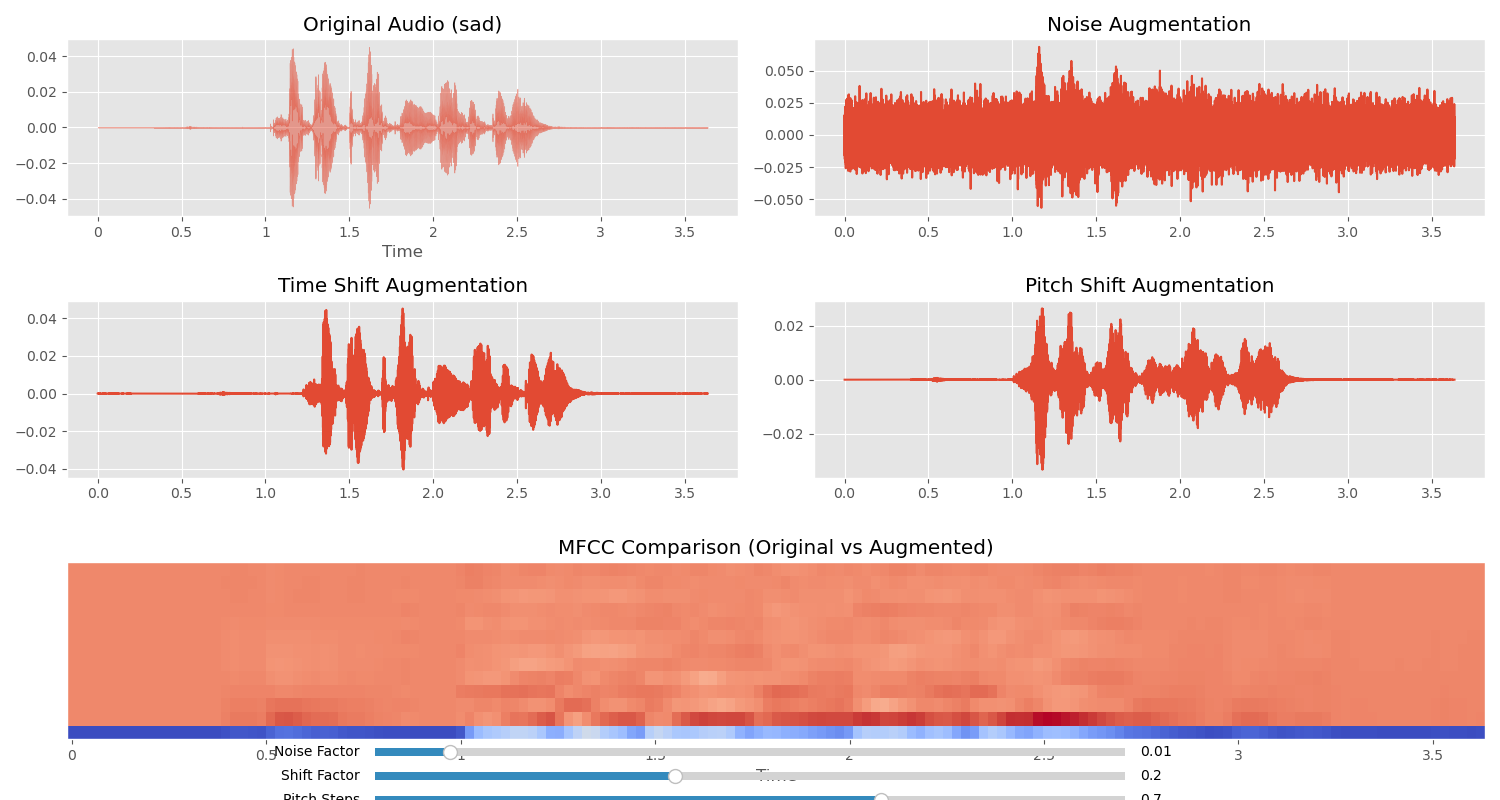 Original Audio (sad)
0.04
0.02
0.00
−0.02
−0.04
0 0.5 1 1.5 2 2.5 3 3.5
Time
Noise Augmentation
0.050
0.025
0.000
−0.025
−0.050
0.0 0.5 1.0 1.5 2.0 2.5 3.0 3.5
Time Shift Augmentation
0.04
0.02
0.00
−0.02
−0.04
0.0 0.5 1.0 1.5 2.0 2.5 3.0 3.5
Pitch Shift Augmentation
0.02
0.00
−0.02
0.0 0.5 1.0 1.5 2.0 2.5 3.0 3.5
MFCC Comparison (Original vs Augmented)
0 0.5 1 1.5 2 2.5 3 3.5
Noise Factor 0.01
Time
Shift Factor 0.2
Pitch Steps 0.7